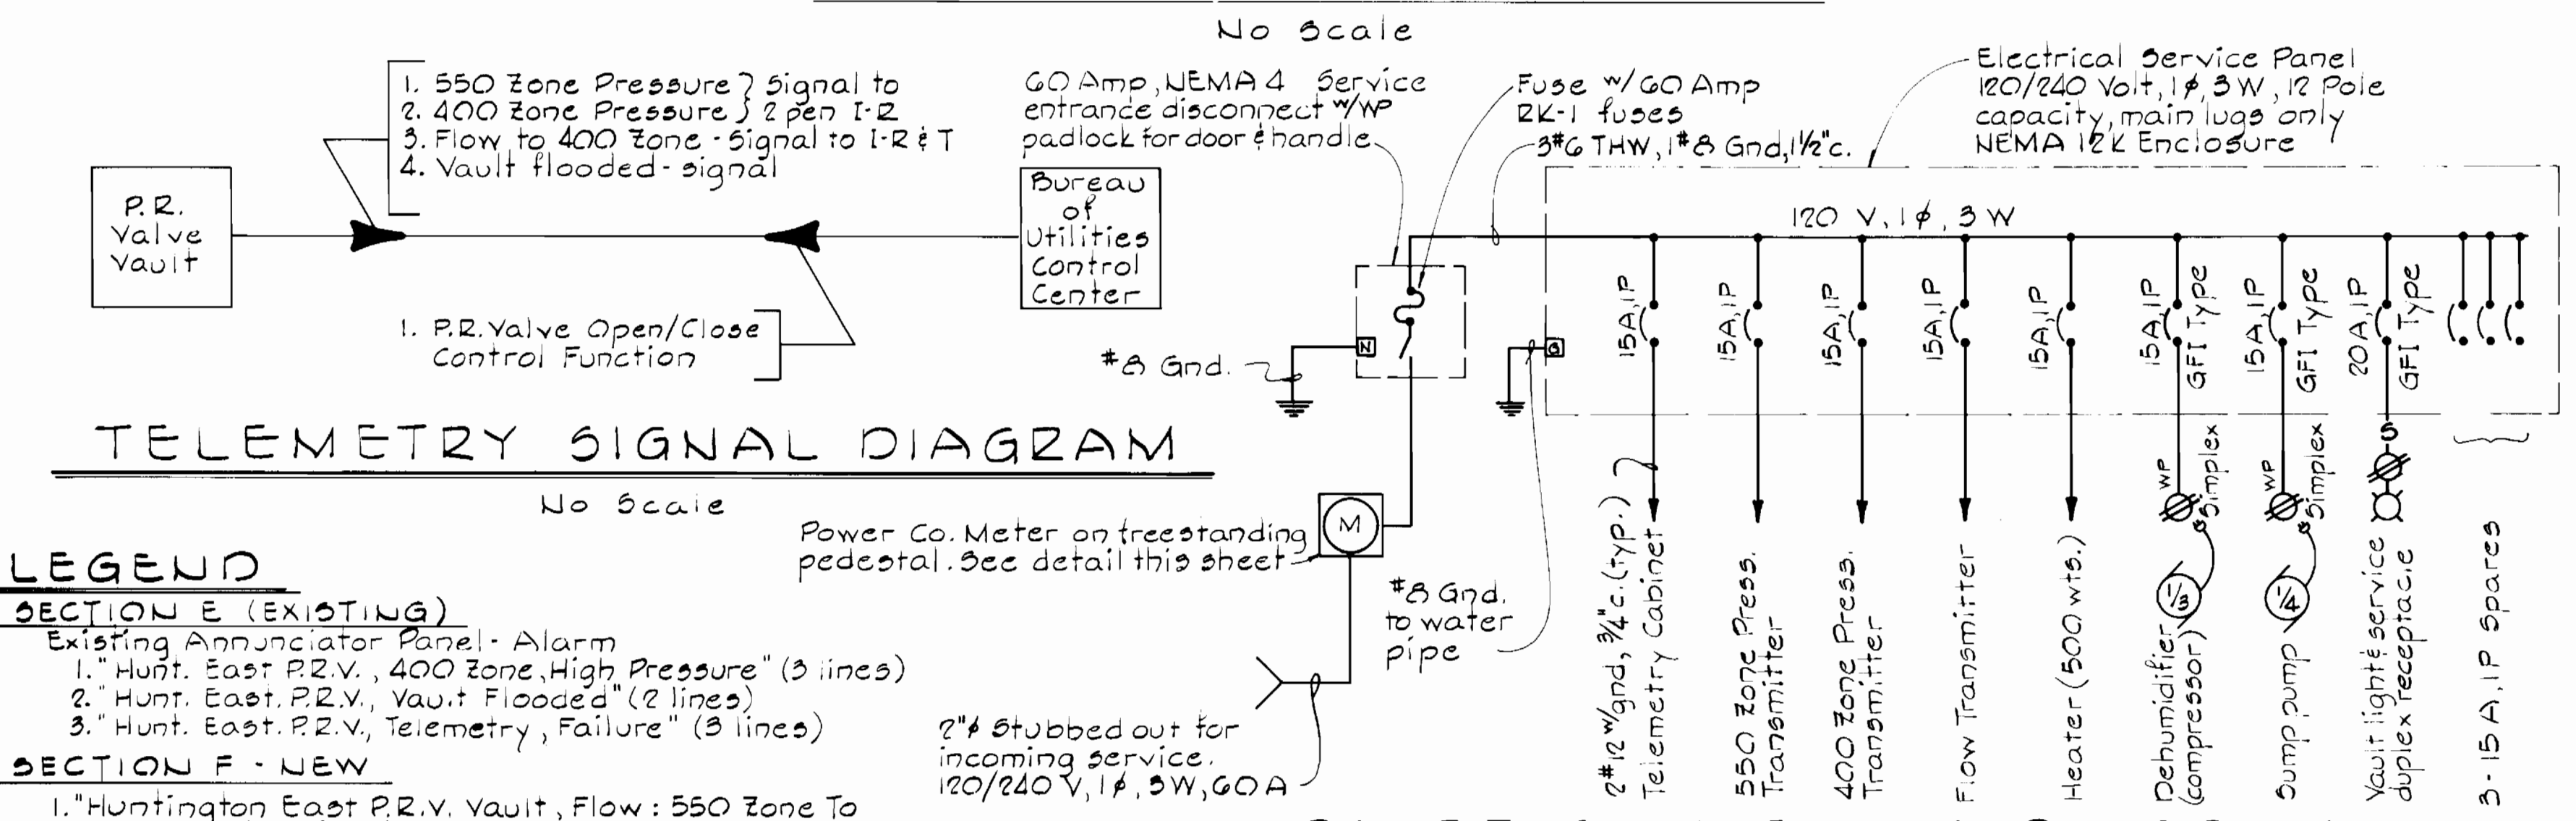 No Scale
1. 550 Zone Pressure } Signal to
2. 400 Zone Pressure } 2 pen I-R
3. Flow to 400 Zone - Signal to I-R & T
4. Vault flooded - signal
P.R.
Valve
Vault
Bureau
of
Utilities
Control
Center
1. P.R. Valve Open/Close
Control Function
TELEMETRY SIGNAL DIAGRAM
No Scale
60 Amp, NEMA 4 Service
entrance disconnect w/WP
padlock for door & handle
Fuse w/60 Amp
RK-1 fuses
3#6 THW, 1#8 Gnd, 1½"c.
Electrical Service Panel
120/240 Volt, 1ϕ, 3W, 12 Pole
capacity, main lugs only
NEMA 12K Enclosure
120 V, 1ϕ, 3W
N
#8 Gnd.
G
15A,1P
15A,1P
15A,1P
15A,1P
15A,1P
15A,1P
GFI Type
15A,1P
GFI Type
20A,1P
GFI Type
S
WP
Simplex
WP
Simplex
M
Power Co. Meter on freestanding
pedestal. See detail this sheet
#8 Gnd.
to water
pipe
2"ϕ Stubbed out for
incoming service.
120/240 V, 1ϕ, 3W, 60A
2#12 w/gnd, ¾"c. (typ.)
Telemetry Cabinet
550 Zone Press.
Transmitter
400 Zone Press.
Transmitter
Flow Transmitter
Heater (500 wts.)
1/3
Dehumidifier
(compressor)
1/4
Sump pump
Vault light & service
duplex receptacle
3-15A,1P Spares
LEGEND
SECTION E (EXISTING)
Existing Annunciator Panel - Alarm
1. "Hunt. East P.R.V., 400 Zone, High Pressure" (3 lines)
2. "Hunt. East. P.R.V., Vault Flooded" (2 lines)
3. "Hunt. East. P.R.V., Telemetry, Failure" (3 lines)
SECTION F - NEW
1. "Huntington East P.R.V. Vault, Flow: 550 Zone To